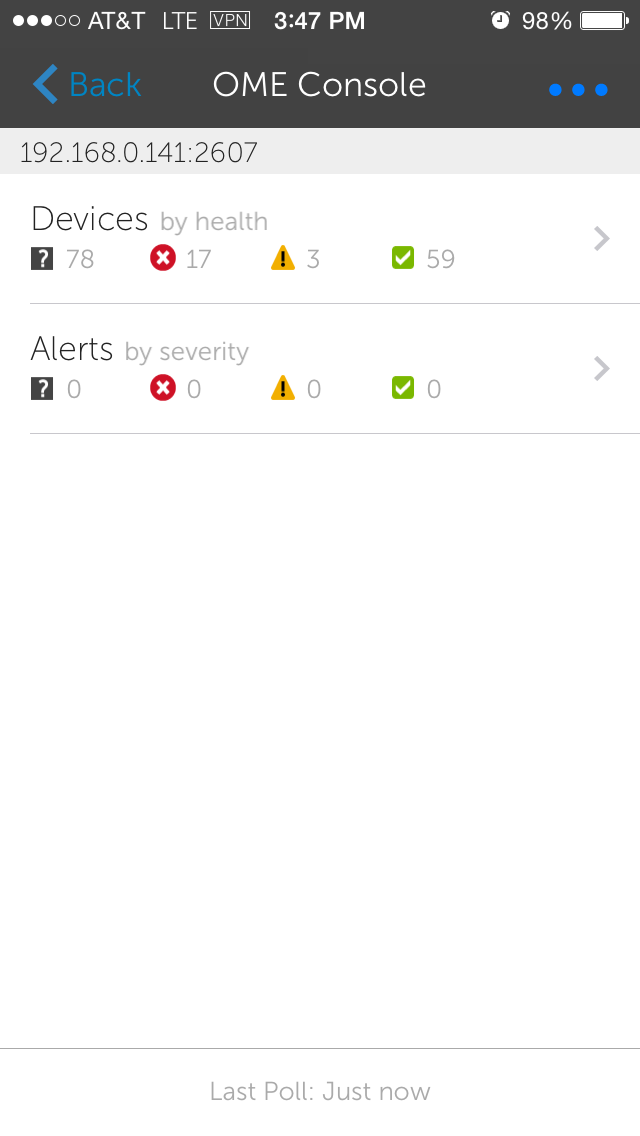 AT&T LTE VPN 3:47 PM 98%
Back OME Console
192.168.0.141:2607
Devices by health
? 78 17 ! 3 59
Alerts by severity
? 0 0 ! 0 0
Last Poll: Just now